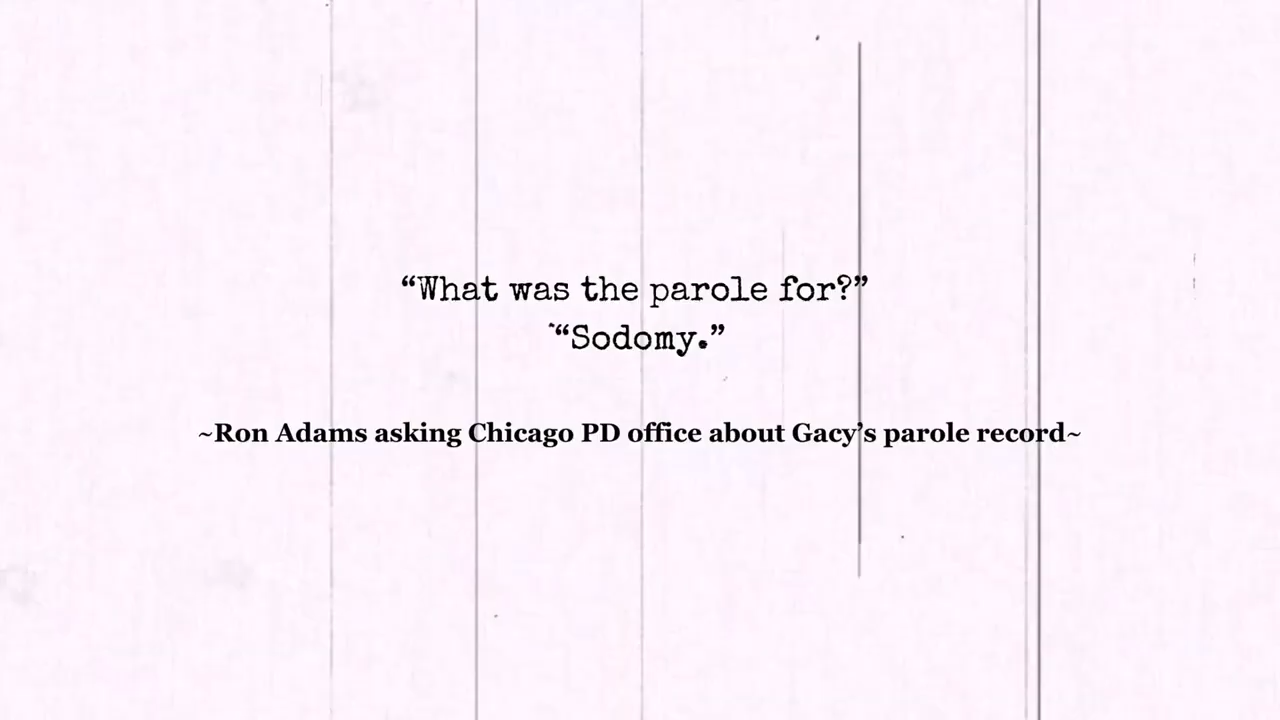 “What was the parole for?”
“Sodomy.”
~Ron Adams asking Chicago PD office about Gacy’s parole record~